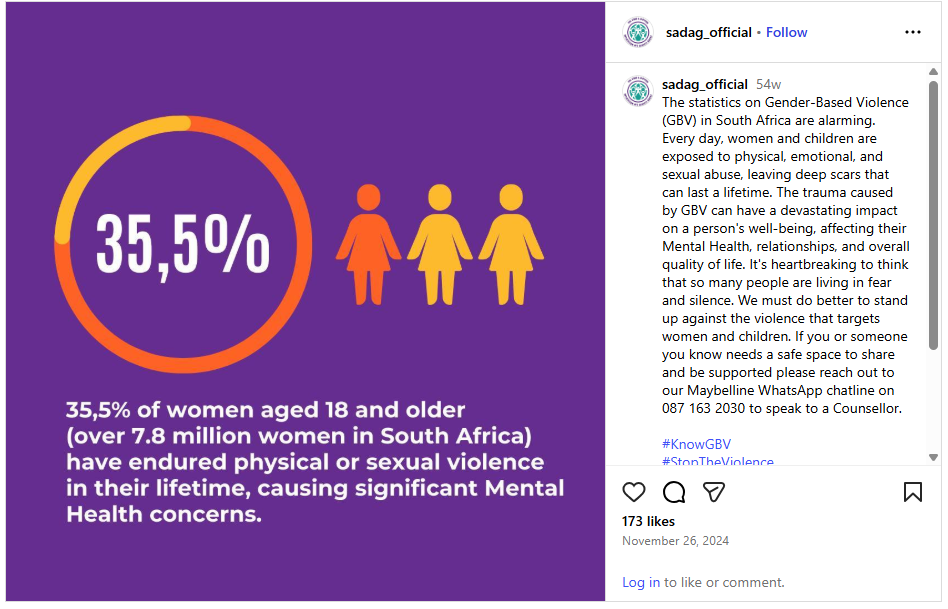 35,5%
35,5% of women aged 18 and older
(over 7.8 million women in South Africa)
have endured physical or sexual violence
in their lifetime, causing significant Mental
Health concerns.
sadag_official • Follow
sadag_official 54w
The statistics on Gender-Based Violence
(GBV) in South Africa are alarming.
Every day, women and children are
exposed to physical, emotional, and
sexual abuse, leaving deep scars that
can last a lifetime. The trauma caused
by GBV can have a devastating impact
on a person's well-being, affecting their
Mental Health, relationships, and overall
quality of life. It's heartbreaking to think
that so many people are living in fear
and silence. We must do better to stand
up against the violence that targets
women and children. If you or someone
you know needs a safe space to share
and be supported please reach out to
our Maybelline WhatsApp chatline on
087 163 2030 to speak to a Counsellor.
#KnowGBV
#StopTheViolence
173 likes
November 26, 2024
Log in to like or comment.